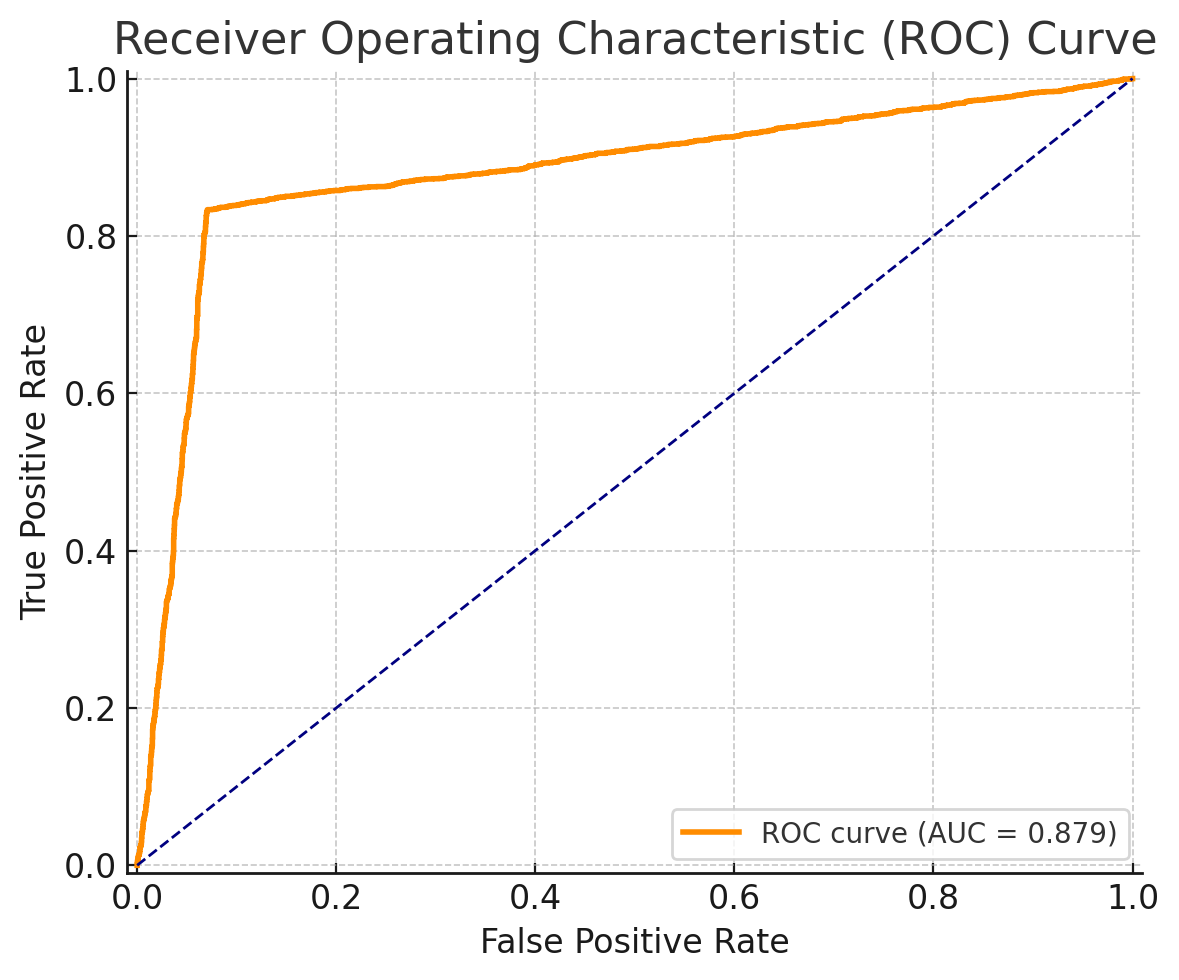 Receiver Operating Characteristic (ROC) Curve
1.0
0.8
0.6
0.4
0.2
0.0
True Positive Rate
ROC curve (AUC = 0.879)
0.0 0.2 0.4 0.6 0.8 1.0
False Positive Rate